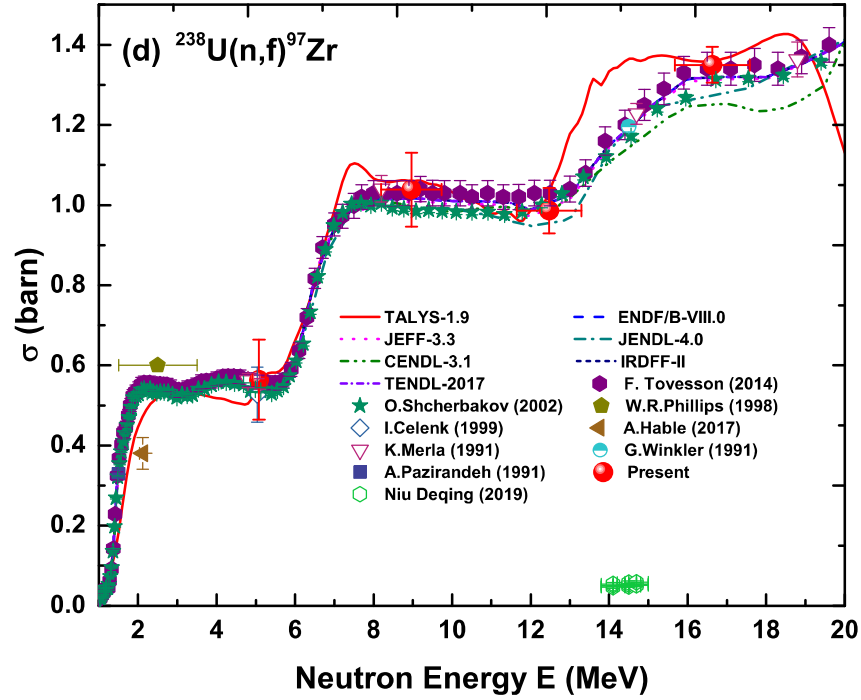 (d) ²³⁸U(n,f)⁹⁷Zr
σ (barn)
1.4
1.2
1.0
0.8
0.6
0.4
0.2
0.0
TALYS-1.9
ENDF/B-VIII.0
JEFF-3.3
JENDL-4.0
CENDL-3.1
IRDFF-II
TENDL-2017
F. Tovesson (2014)
O.Shcherbakov (2002)
W.R.Phillips (1998)
I.Celenk (1999)
A.Hable (2017)
K.Merla (1991)
G.Winkler (1991)
A.Pazirandeh (1991)
Present
Niu Deqing (2019)
2 4 6 8 10 12 14 16 18 20
Neutron Energy E (MeV)